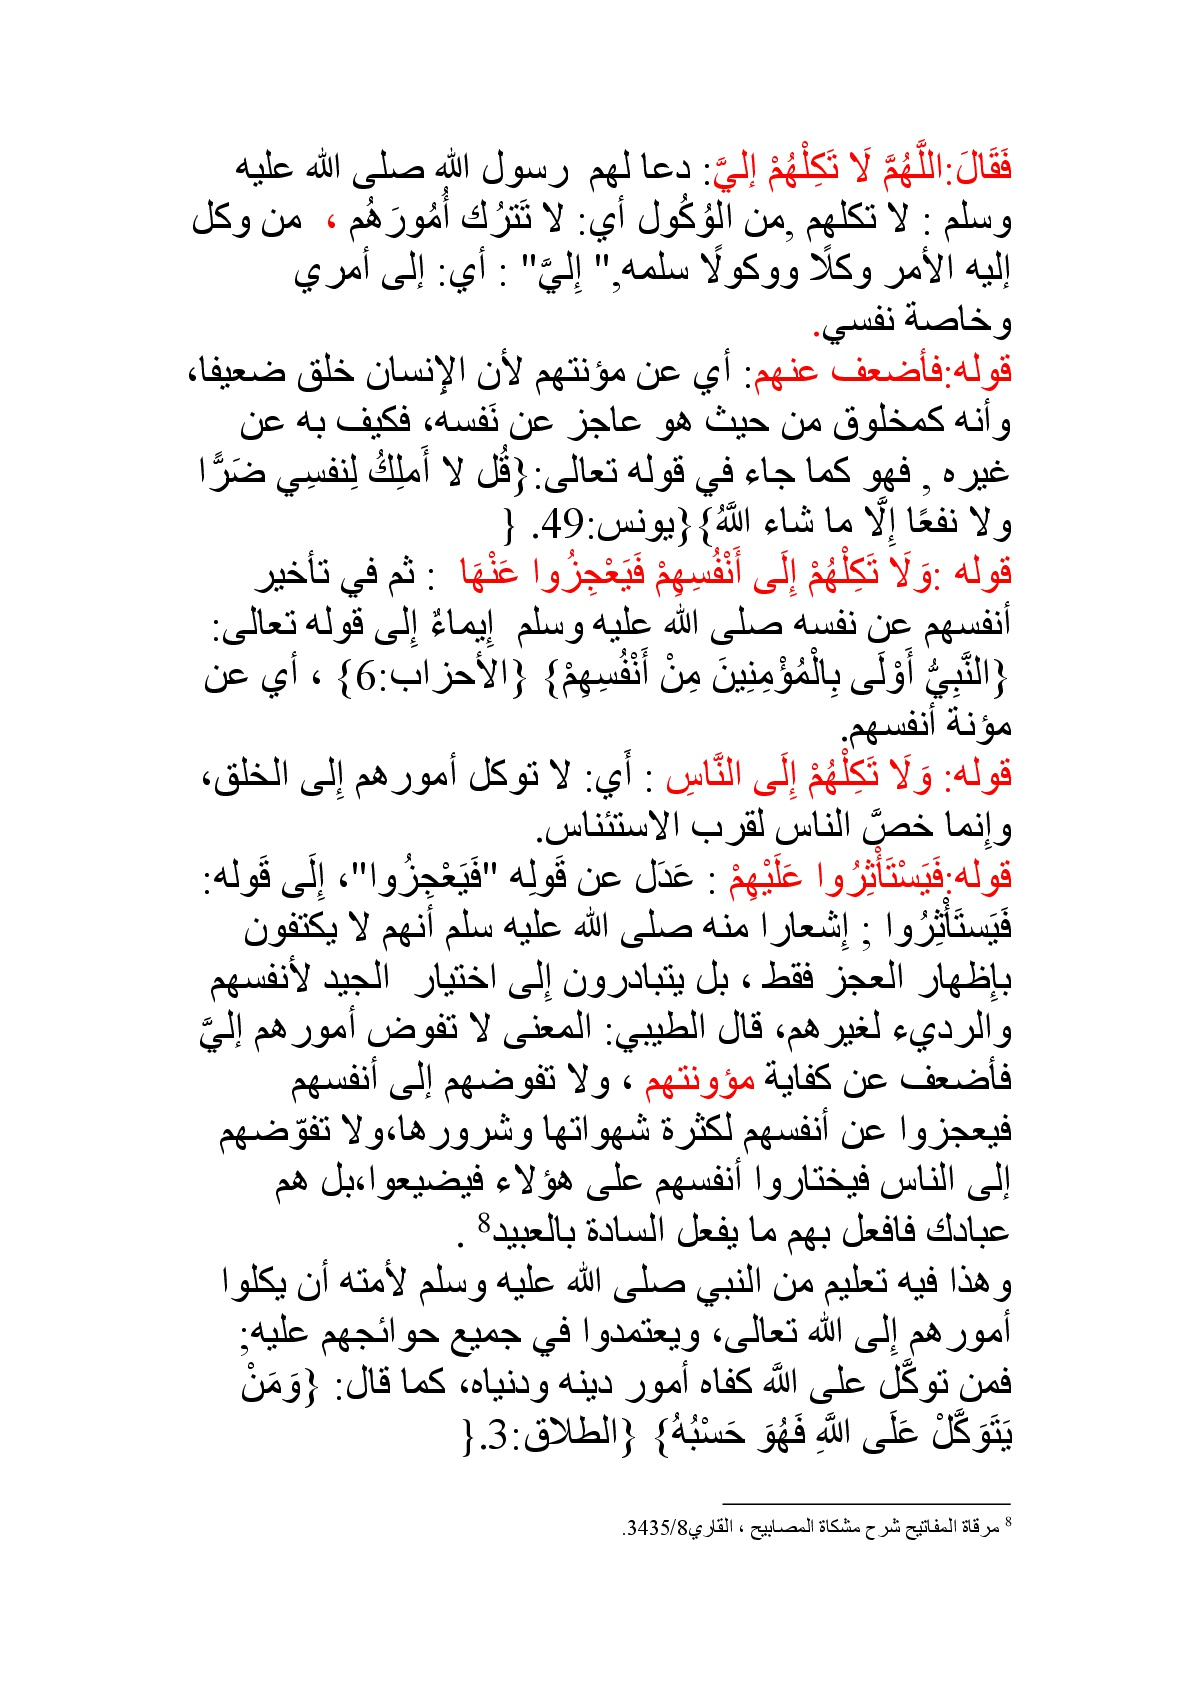 فَقَالَ:اللَّهُمَّ لَا تَكِلْهُمْ إليَّ: دعا لهم رسول الله صلى الله عليه
وسلم : لا تكلهم ,من الوُكُول أي: لا تَترُك أُمُورَهُم ، من وكل
إليه الأمر وكلًا ووكولًا سلمه," إِليَّ" : أي: إلى أمري
وخاصة نفسي.
قوله:فأضعف عنهم: أي عن مؤنتهم لأن الإنسان خلق ضعيفا،
وأنه كمخلوق من حيث هو عاجز عن نَفسه، فكيف به عن
غيره , فهو كما جاء في قوله تعالى:{قُل لا أَملِكُ لِنفسِي ضَرًّا
ولا نفعًا إِلَّا ما شاء اللَّهُ}{يونس:49. {
قوله :وَلَا تَكِلْهُمْ إِلَى أَنْفُسِهِمْ فَيَعْجِزُوا عَنْهَا : ثم في تأخير
أنفسهم عن نفسه صلى الله عليه وسلم إِيماءٌ إِلى قوله تعالى:
{النَّبِيُّ أَوْلَى بِالْمُؤْمِنِينَ مِنْ أَنْفُسِهِمْ} {الأحزاب:6} ، أي عن
مؤنة أنفسهم.
قوله: وَلَا تَكِلْهُمْ إِلَى النَّاسِ : أَي: لا توكل أمورهم إِلى الخلق،
وإِنما خصَّ الناس لقرب الاستئناس.
قوله:فَيَسْتَأْثِرُوا عَلَيْهِمْ : عَدَل عن قَولِه "فَيَعْجِزُوا"، إِلَى قَوله:
فَيَستَأْثِرُوا ; إِشعارا منه صلى الله عليه سلم أنهم لا يكتفون
بإِظهار العجز فقط ، بل يتبادرون إِلى اختيار الجيد لأنفسهم
والرديء لغيرهم، قال الطيبي: المعنى لا تفوض أمورهم إليَّ
فأضعف عن كفاية مؤونتهم ، ولا تفوضهم إلى أنفسهم
فيعجزوا عن أنفسهم لكثرة شهواتها وشرورها،ولا تفوّضهم
إلى الناس فيختاروا أنفسهم على هؤلاء فيضيعوا،بل هم
عبادك فافعل بهم ما يفعل السادة بالعبيد8 .
وهذا فيه تعليم من النبي صلى الله عليه وسلم لأمته أن يكلوا
أمورهم إِلى الله تعالى، ويعتمدوا في جميع حوائجهم عليه;
فمن توكَّل على اللَّه كفاه أمور دينه ودنياه، كما قال: {وَمَنْ
يَتَوَكَّلْ عَلَى اللَّهِ فَهُوَ حَسْبُهُ} {الطلاق:3.{
8 مرقاة المفاتيح شرح مشكاة المصابيح ، القاري3435/8.